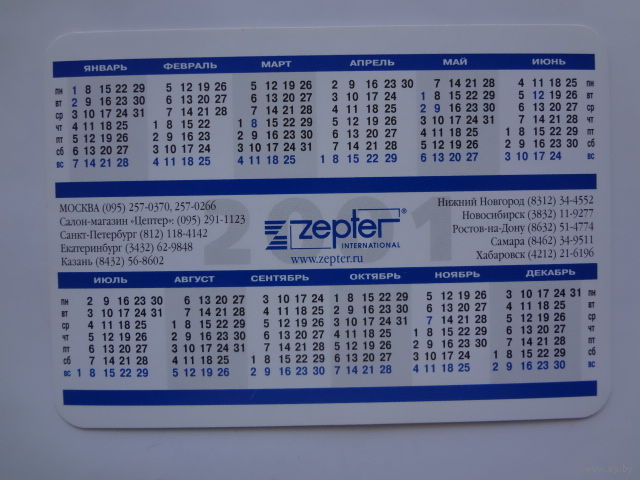 ЯНВАРЬ ФЕВРАЛЬ МАРТ АПРЕЛЬ МАЙ ИЮНЬ
пн 1 8 15 22 29 5 12 19 26 5 12 19 26 2 9 16 23 30 7 14 21 28 4 11 18 25
вт 2 9 16 23 30 6 13 20 27 6 13 20 27 3 10 17 24 1 8 15 22 29 5 12 19 26
ср 3 10 17 24 31 7 14 21 28 7 14 21 28 4 11 18 25 2 9 16 23 30 6 13 20 27
чт 4 11 18 25 1 8 15 22 1 8 15 22 29 5 12 19 26 3 10 17 24 31 7 14 21 28
пт 5 12 19 26 2 9 16 23 2 9 16 23 30 6 13 20 27 4 11 18 25 1 8 15 22 29
сб 6 13 20 27 3 10 17 24 3 10 17 24 31 7 14 21 28 5 12 19 26 2 9 16 23 30
вс 7 14 21 28 4 11 18 25 4 11 18 25 1 8 15 22 29 6 13 20 27 3 10 17 24
2001
МОСКВА (095) 257-0370, 257-0266
Салон-магазин «Цептер»: (095) 291-1123
Санкт-Петербург (812) 118-4142
Екатеринбург (3432) 62-9848
Казань (8432) 56-8602
zepter®
INTERNATIONAL
www.zepter.ru
Нижний Новгород (8312) 34-4552
Новосибирск (3832) 11-9277
Ростов-на-Дону (8632) 51-4774
Самара (8462) 34-9511
Хабаровск (4212) 21-6196
ИЮЛЬ АВГУСТ СЕНТЯБРЬ ОКТЯБРЬ НОЯБРЬ ДЕКАБРЬ
пн 2 9 16 23 30 6 13 20 27 3 10 17 24 1 8 15 22 29 5 12 19 26 3 10 17 24 31
вт 3 10 17 24 31 7 14 21 28 4 11 18 25 2 9 16 23 30 6 13 20 27 4 11 18 25
ср 4 11 18 25 1 8 15 22 29 5 12 19 26 3 10 17 24 31 7 14 21 28 5 12 19 26
чт 5 12 19 26 2 9 16 23 30 6 13 20 27 4 11 18 25 1 8 15 22 29 6 13 20 27
пт 6 13 20 27 3 10 17 24 31 7 14 21 28 5 12 19 26 2 9 16 23 30 7 14 21 28
сб 7 14 21 28 4 11 18 25 1 8 15 22 29 6 13 20 27 3 10 17 24 1 8 15 22 29
вс 1 8 15 22 29 5 12 19 26 2 9 16 23 30 7 14 21 28 4 11 18 25 2 9 16 23 30